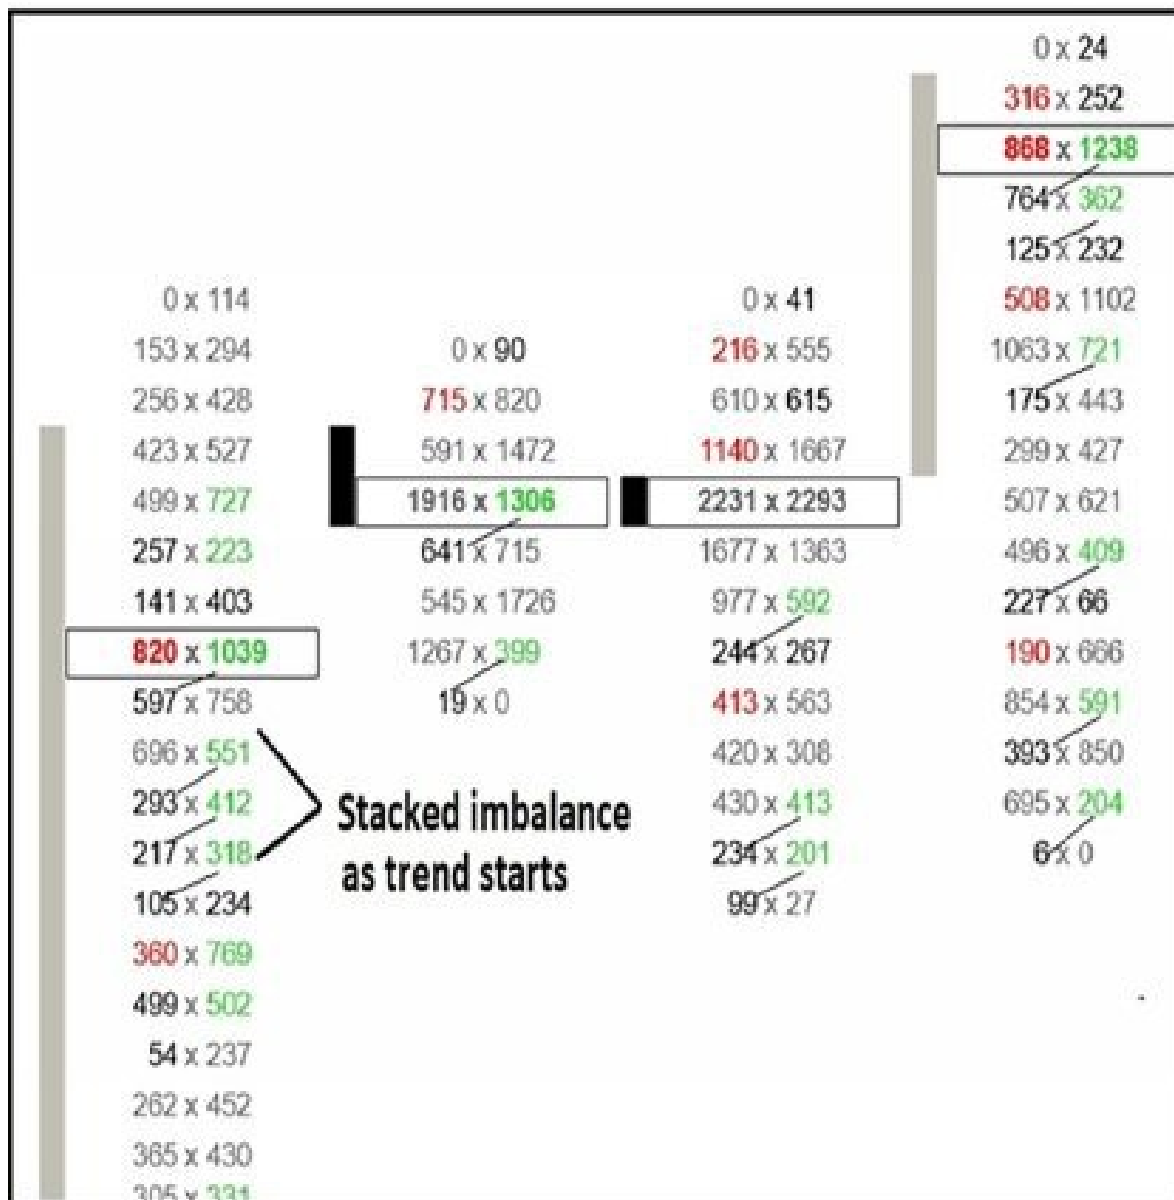 0 x 114
153 x 294
256 x 428
423 x 527
499 x 727
257 x 223
141 x 403
820 x 1039
597 x 758
696 x 551
293 x 412
217 x 318
105 x 234
360 x 769
499 x 502
54 x 237
262 x 452
365 x 430
305 x 331
0 x 90
715 x 820
591 x 1472
1916 x 1306
641 x 715
545 x 1726
1267 x 399
19 x 0
Stacked imbalance
as trend starts
0 x 41
216 x 555
610 x 615
1140 x 1667
2231 x 2293
1677 x 1363
977 x 592
244 x 267
413 x 563
420 x 308
430 x 413
234 x 201
99 x 27
0 x 24
316 x 252
868 x 1238
764 x 362
125 x 232
508 x 1102
1063 x 721
175 x 443
299 x 427
507 x 621
496 x 409
227 x 66
190 x 666
854 x 591
393 x 850
695 x 204
6 x 0